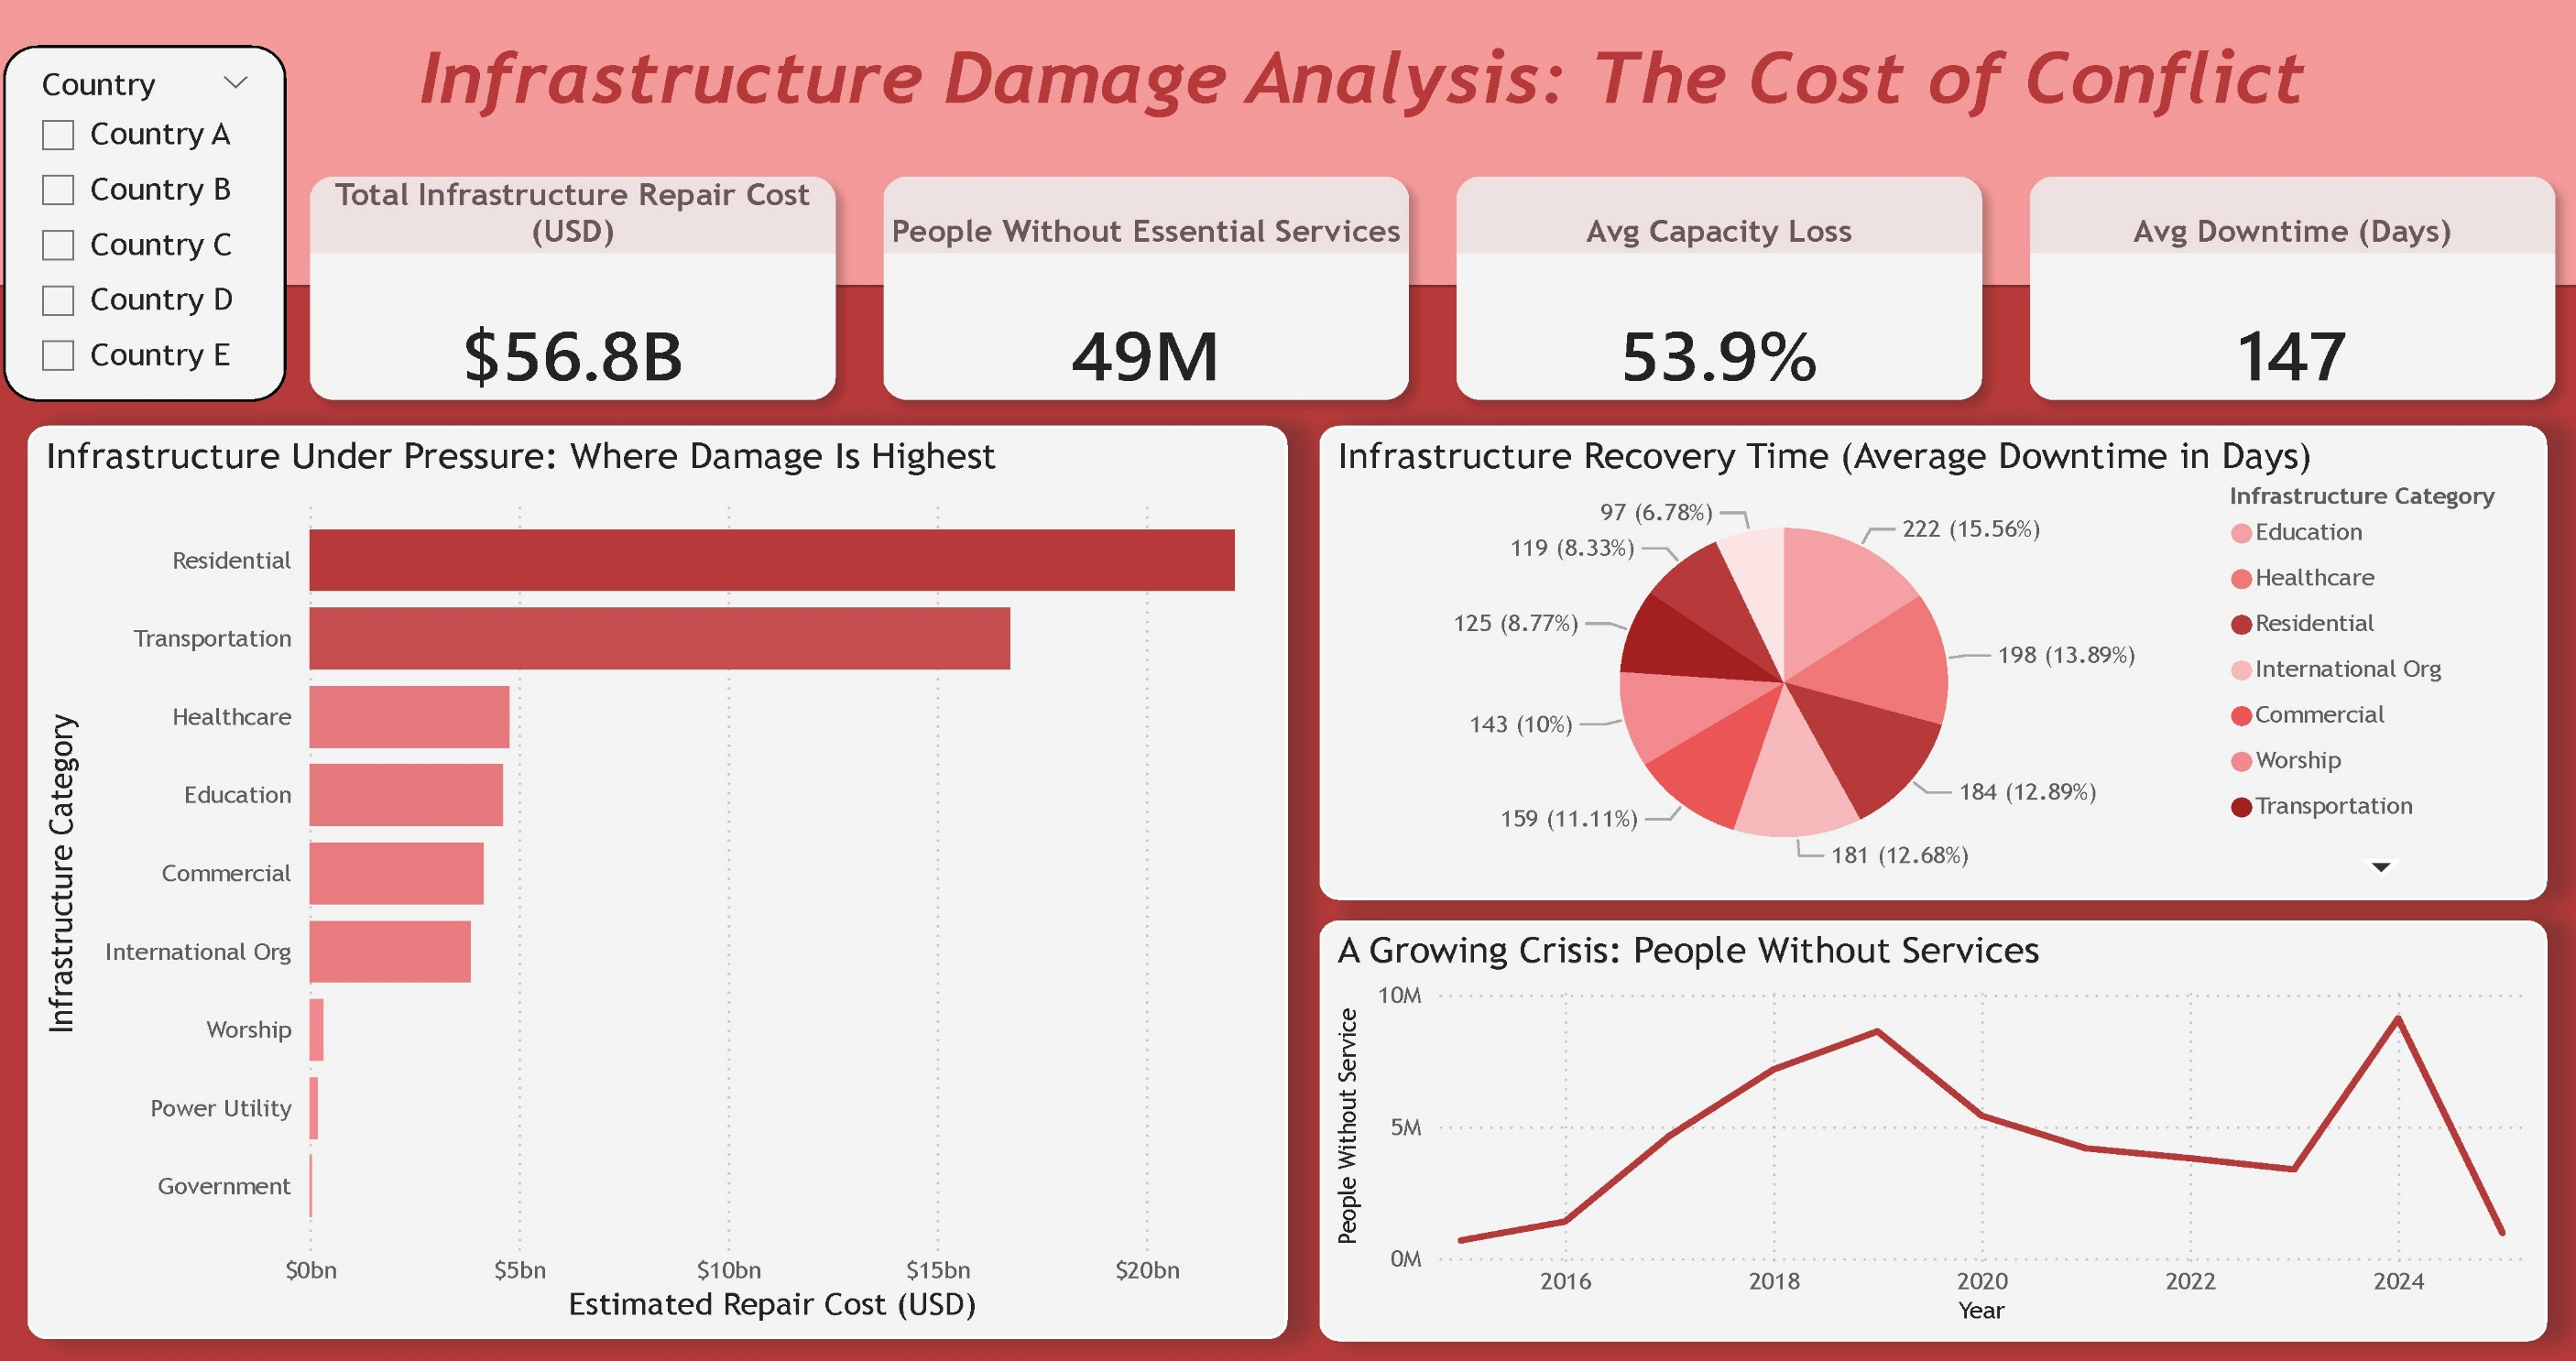 Infrastructure Damage Analysis: The Cost of Conflict
Country
Country A
Country B
Country C
Country D
Country E
Total Infrastructure Repair Cost
(USD)
$56.8B
People Without Essential Services
49M
Avg Capacity Loss
53.9%
Avg Downtime (Days)
147
Infrastructure Under Pressure: Where Damage Is Highest
Infrastructure Category
Residential
Transportation
Healthcare
Education
Commercial
International Org
Worship
Power Utility
Government
$0bn
$5bn
$10bn
$15bn
$20bn
Estimated Repair Cost (USD)
Infrastructure Recovery Time (Average Downtime in Days)
222 (15.56%)
198 (13.89%)
184 (12.89%)
181 (12.68%)
159 (11.11%)
143 (10%)
125 (8.77%)
119 (8.33%)
97 (6.78%)
Infrastructure Category
Education
Healthcare
Residential
International Org
Commercial
Worship
Transportation
A Growing Crisis: People Without Services
People Without Service
10M
5M
0M
2016
2018
2020
2022
2024
Year